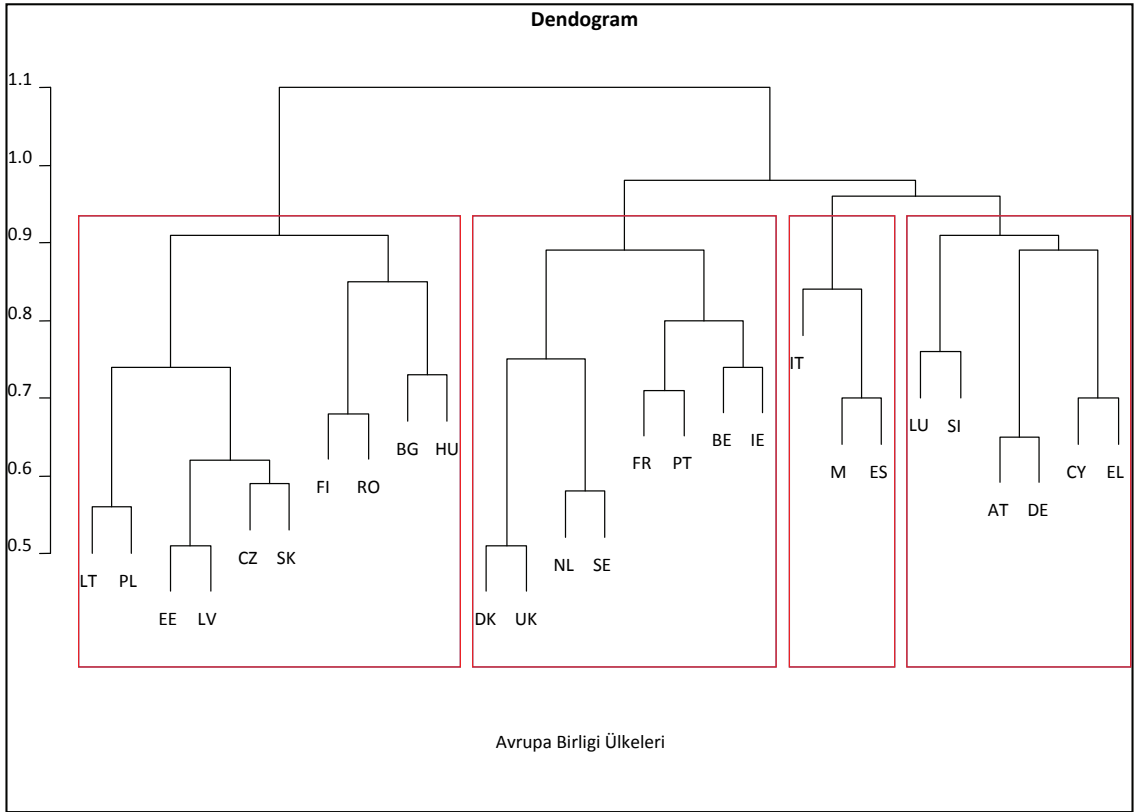 Dendogram
1.1
1.0
0.9
0.8
0.7
0.6
0.5
LT PL
EE LV
CZ SK
FI RO
BG HU
DK UK
NL SE
FR PT
BE IE
IT
M ES
LU SI
AT DE
CY EL
Avrupa Birligi Ülkeleri